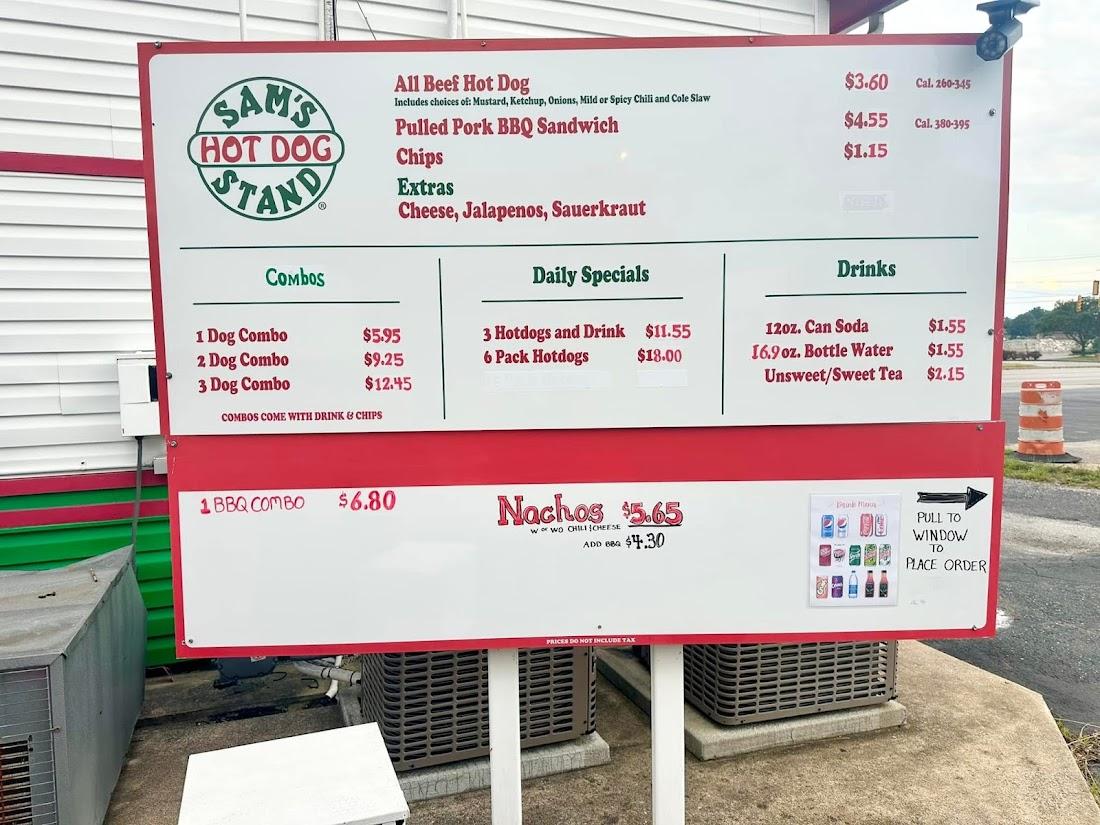 SAM'S
HOT DOG
STAND®
All Beef Hot Dog $3.60 Cal. 260-345
Includes choices of: Mustard, Ketchup, Onions, Mild or Spicy Chili and Cole Slaw
Pulled Pork BBQ Sandwich $4.55 Cal. 380-395
Chips $1.15
Extras
Cheese, Jalapenos, Sauerkraut
Combos
1 Dog Combo $5.95
2 Dog Combo $9.25
3 Dog Combo $12.45
COMBOS COME WITH DRINK & CHIPS
Daily Specials
3 Hotdogs and Drink $11.55
6 Pack Hotdogs $18.00
Drinks
12oz. Can Soda $1.55
16.9 oz. Bottle Water $1.55
Unsweet/Sweet Tea $2.15
1 BBQ COMBO $6.80
Nachos $5.65
W or WO CHILI & CHEESE
ADD BBQ $4.30
Drink Menu
PULL TO
WINDOW
TO
PLACE ORDER
PRICES DO NOT INCLUDE TAX